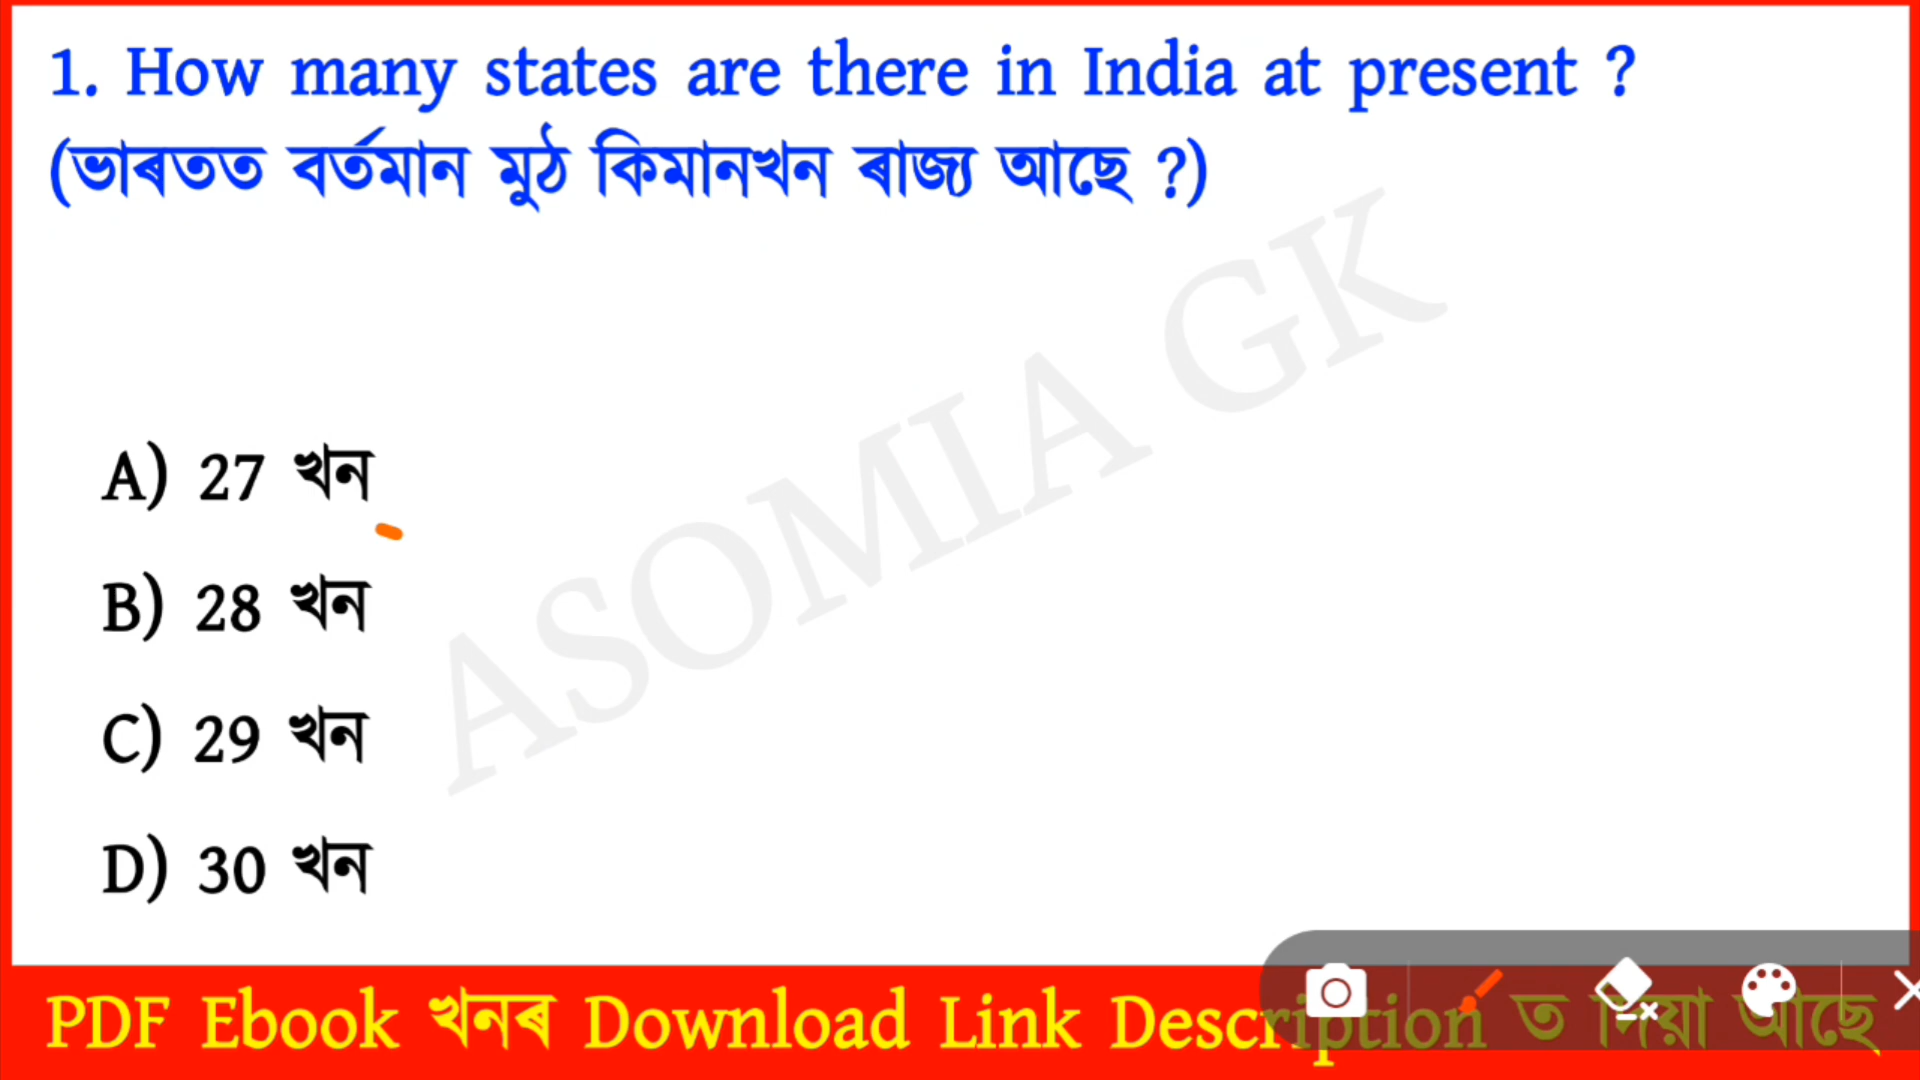 1. How many states are there in India at present ?
(ভাৰতত বৰ্তমান মুঠ কিমানখন ৰাজ্য আছে ?)
ASOMIA GK
A) 27 খন
B) 28 খন
C) 29 খন
D) 30 খন
PDF Ebook খনৰ Download Link Description ত দিয়া আছে